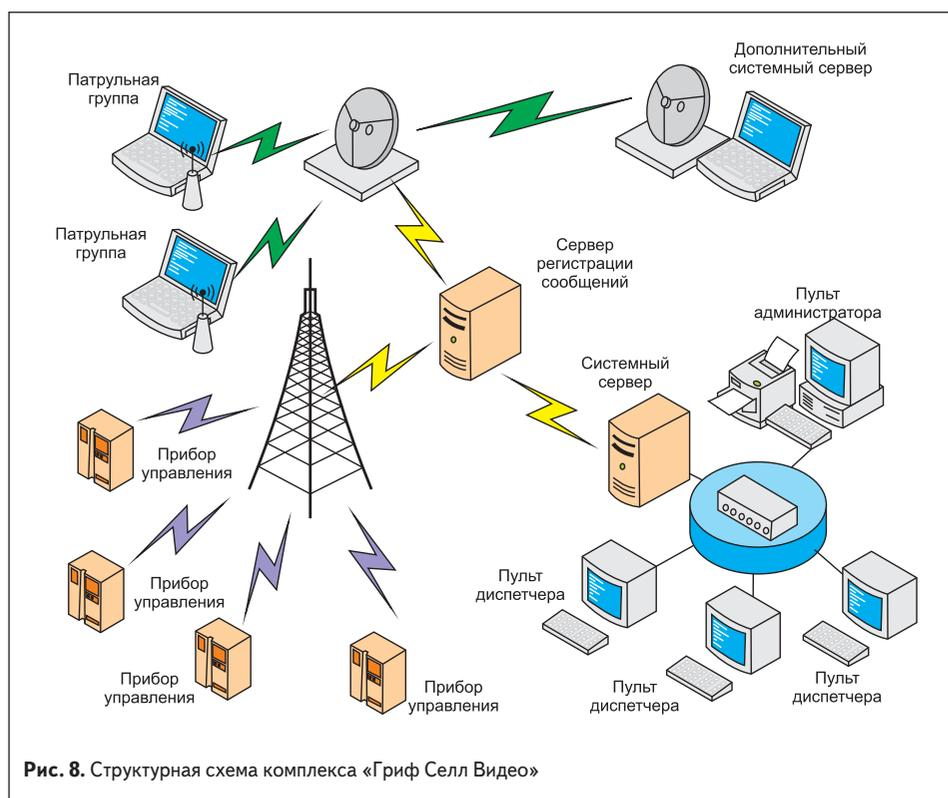 Патрульная
группа
Дополнительный
системный сервер
Патрульная
группа
Сервер
регистрации
сообщений
Пульт
администратора
Системный
сервер
Прибор
управления
Прибор
управления
Пульт
диспетчера
Прибор
управления
Прибор
управления
Пульт
диспетчера
Пульт
диспетчера
Рис. 8. Структурная схема комплекса «Гриф Селл Видео»